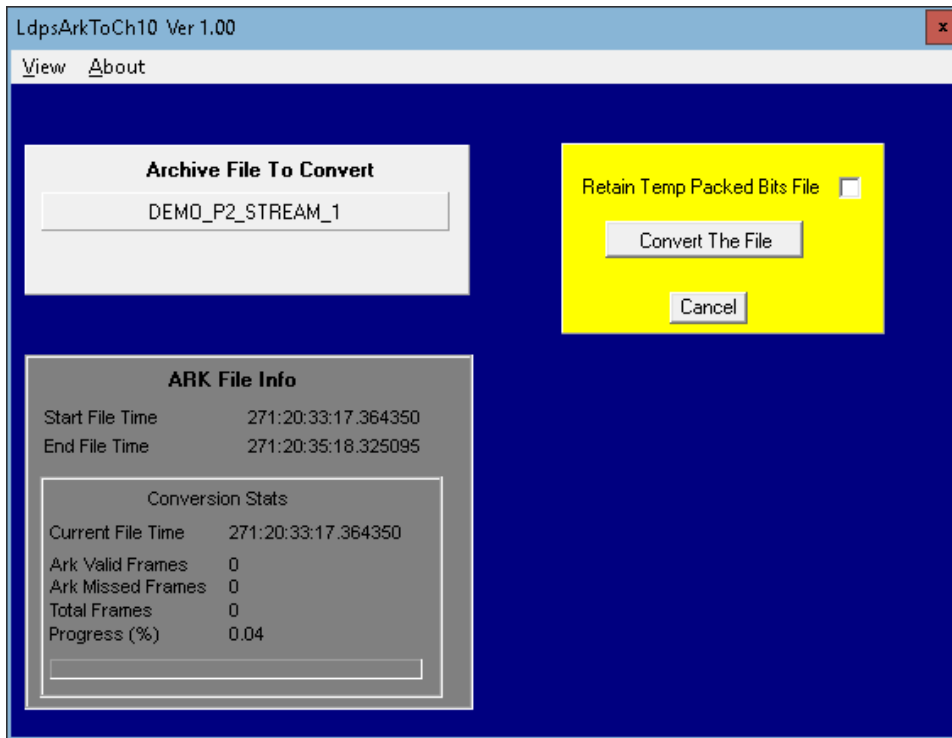 LdpsArkToCh10 Ver 1.00
x
View About
Archive File To Convert
DEMO_P2_STREAM_1
Retain Temp Packed Bits File
Convert The File
Cancel
ARK File Info
Start File Time 271:20:33:17.364350
End File Time 271:20:35:18.325095
Conversion Stats
Current File Time 271:20:33:17.364350
Ark Valid Frames 0
Ark Missed Frames 0
Total Frames 0
Progress (%) 0.04